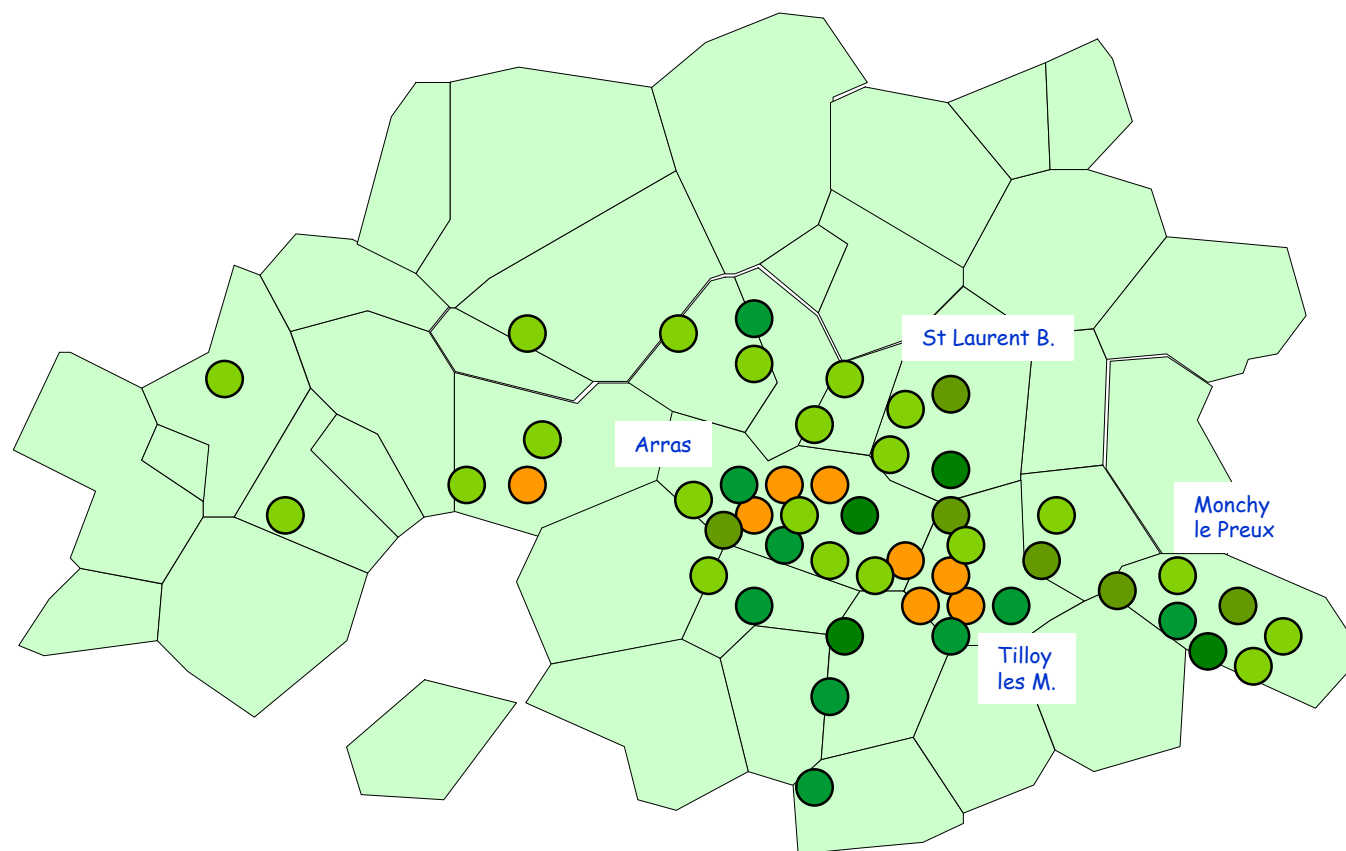 St Laurent B.
Arras
Monchy
le Preux
Tilloy
les M.